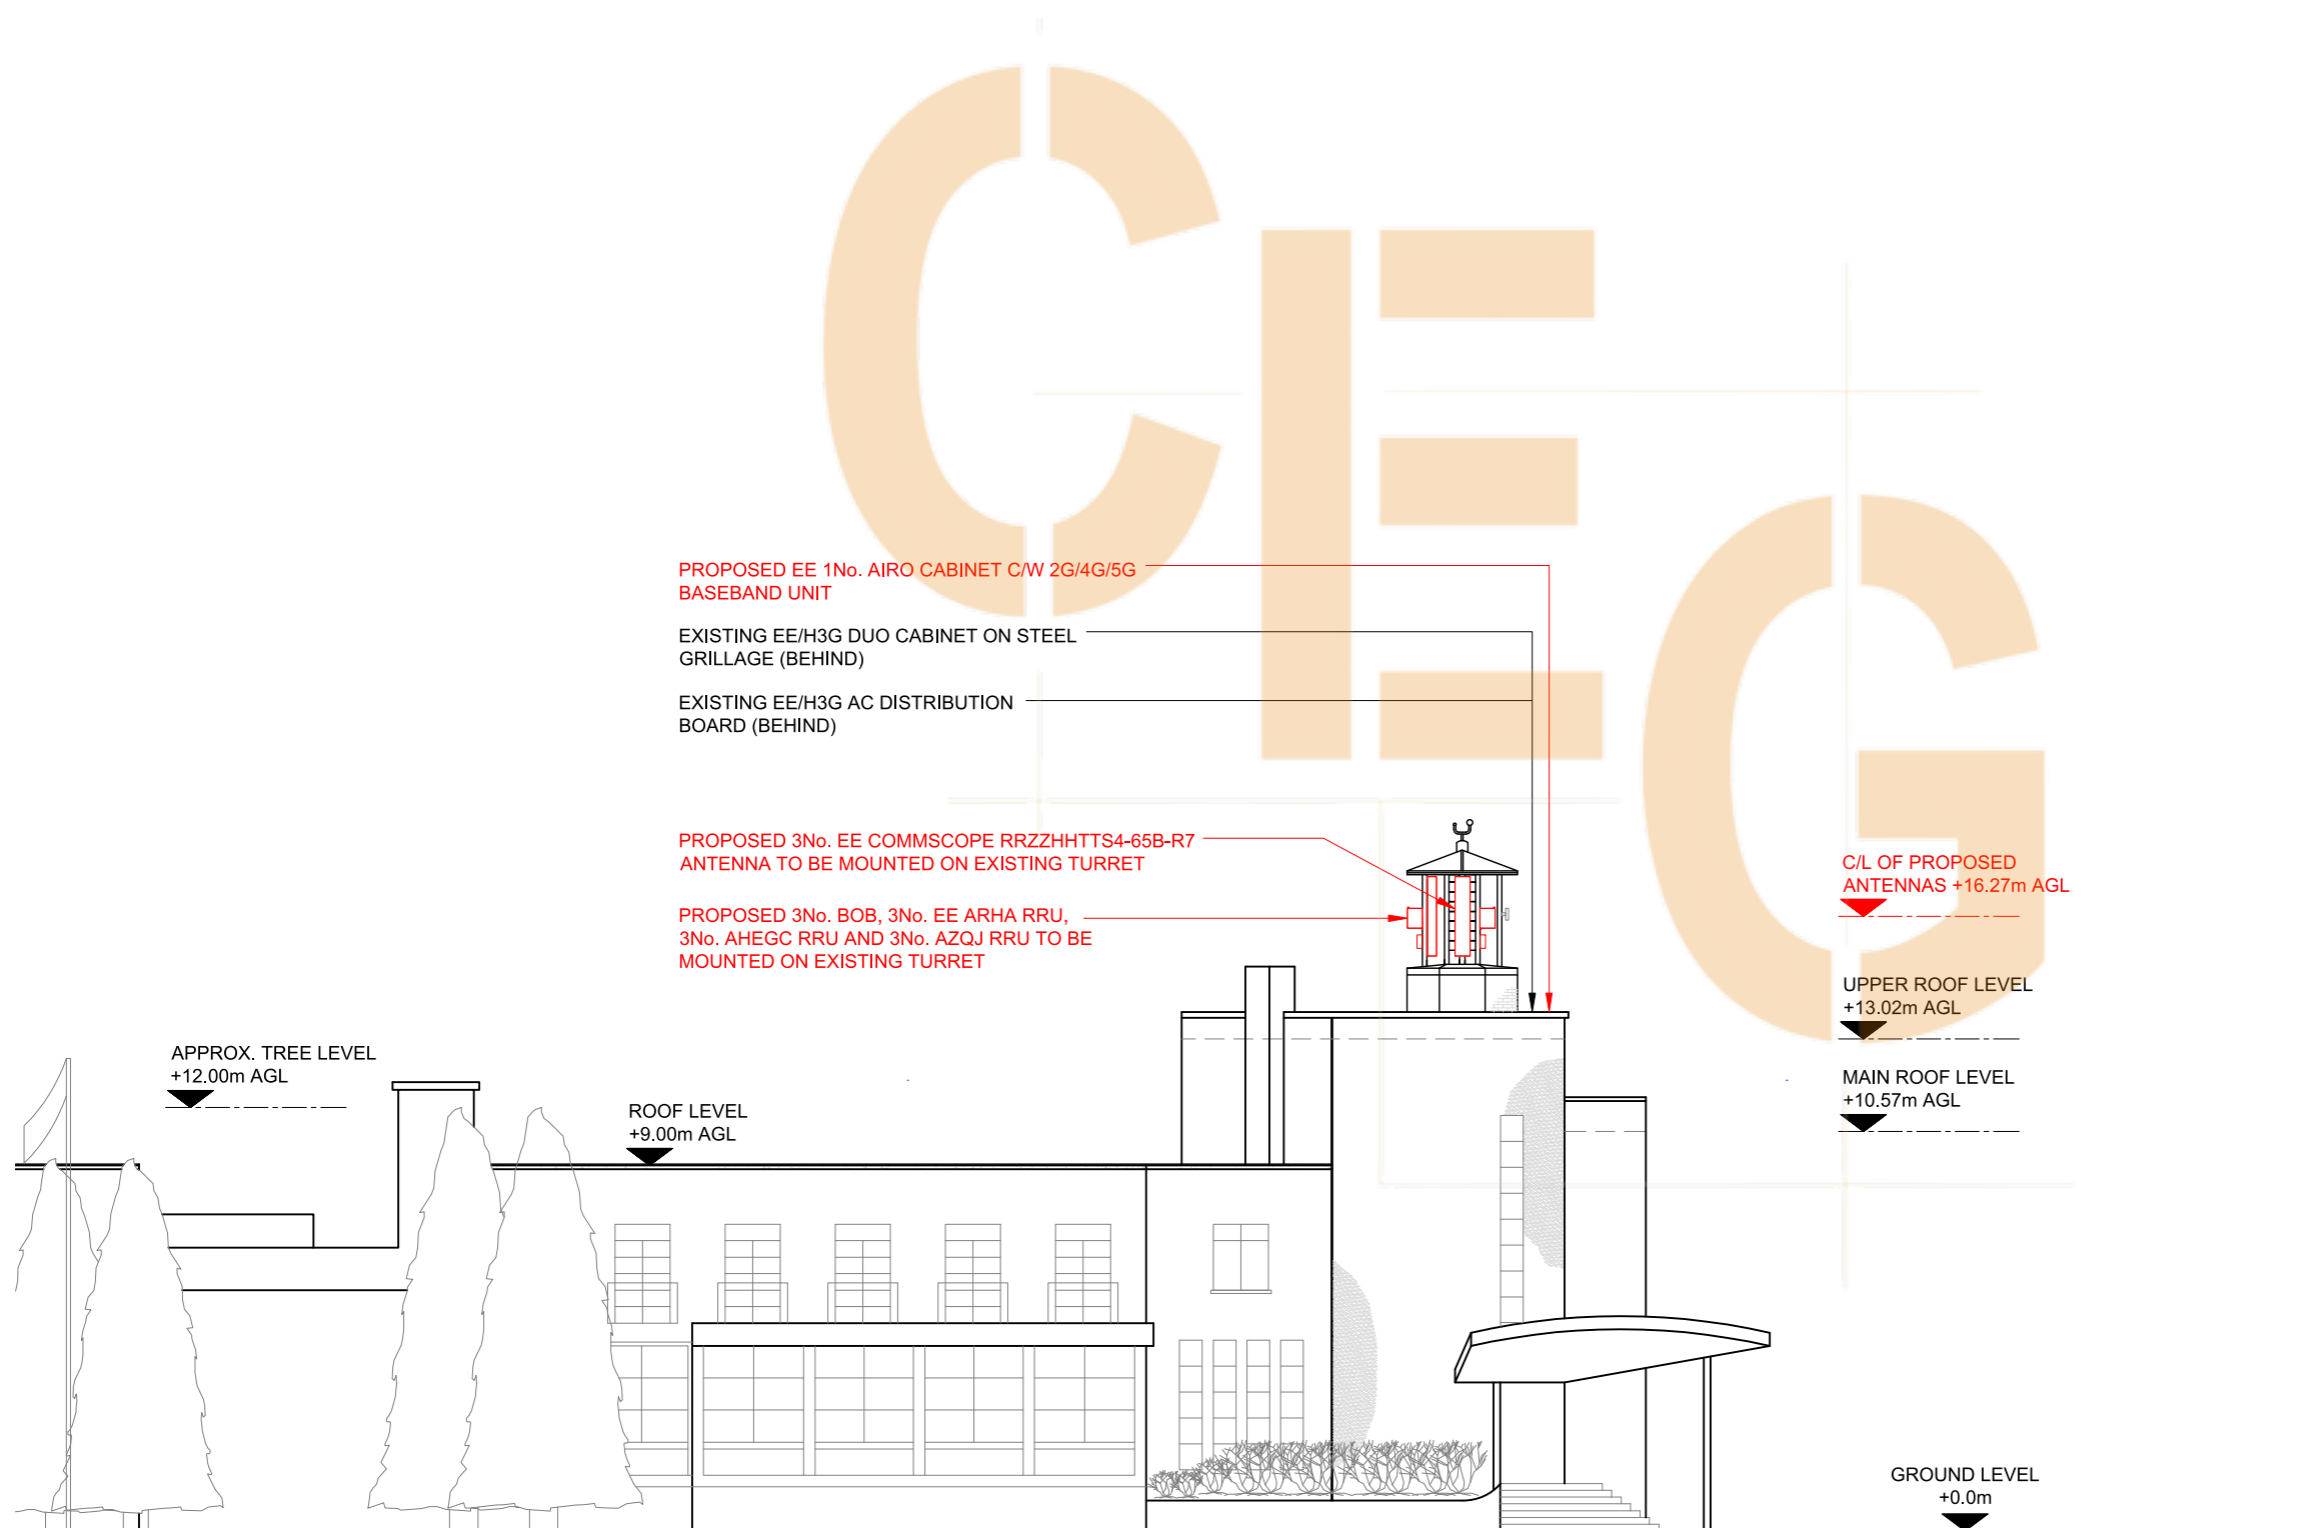 CEG
PROPOSED EE 1No. AIRO CABINET C/W 2G/4G/5G
BASEBAND UNIT
EXISTING EE/H3G DUO CABINET ON STEEL
GRILLAGE (BEHIND)
EXISTING EE/H3G AC DISTRIBUTION
BOARD (BEHIND)
PROPOSED 3No. EE COMMSCOPE RRZZHHTTS4-65B-R7
ANTENNA TO BE MOUNTED ON EXISTING TURRET
C/L OF PROPOSED
ANTENNAS +16.27m AGL
PROPOSED 3No. BOB, 3No. EE ARHA RRU,
3No. AHEGC RRU AND 3No. AZQJ RRU TO BE
MOUNTED ON EXISTING TURRET
UPPER ROOF LEVEL
+13.02m AGL
APPROX. TREE LEVEL
+12.00m AGL
MAIN ROOF LEVEL
+10.57m AGL
ROOF LEVEL
+9.00m AGL
GROUND LEVEL
+0.0m